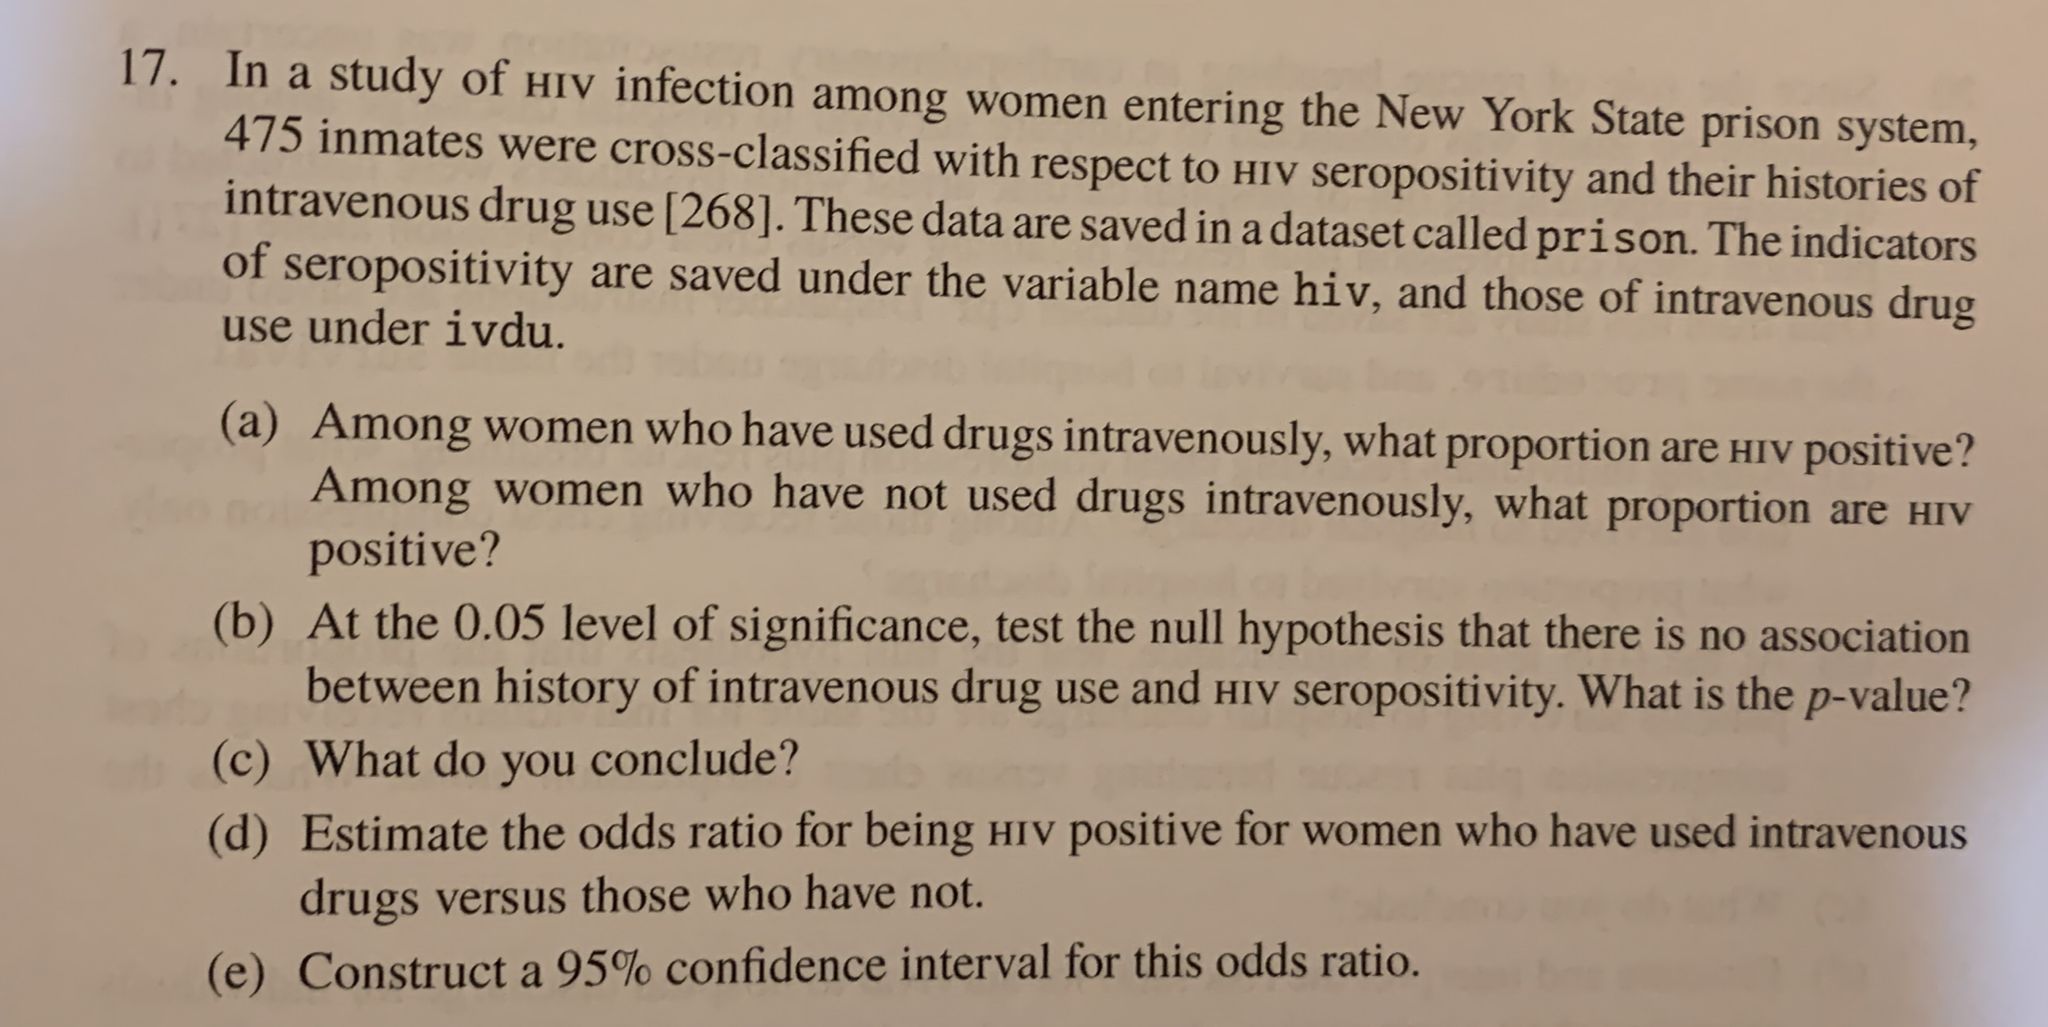 17. In a study of HIV infection among women entering the New York State prison system,
475 inmates were cross-classified with respect to HIV seropositivity and their histories of
intravenous drug use [268]. These data are saved in a dataset called prison. The indicators
of seropositivity are saved under the variable name hiv, and those of intravenous drug
use under ivdu.
(a) Among women who have used drugs intravenously, what proportion are HIV positive?
Among women who have not used drugs intravenously, what proportion are HIV
positive?
(b) At the 0.05 level of significance, test the null hypothesis that there is no association
between history of intravenous drug use and HIV seropositivity. What is the p-value?
(c) What do you conclude?
(d) Estimate the odds ratio for being HIV positive for women who have used intravenous
drugs versus those who have not.
(e) Construct a 95% confidence interval for this odds ratio.